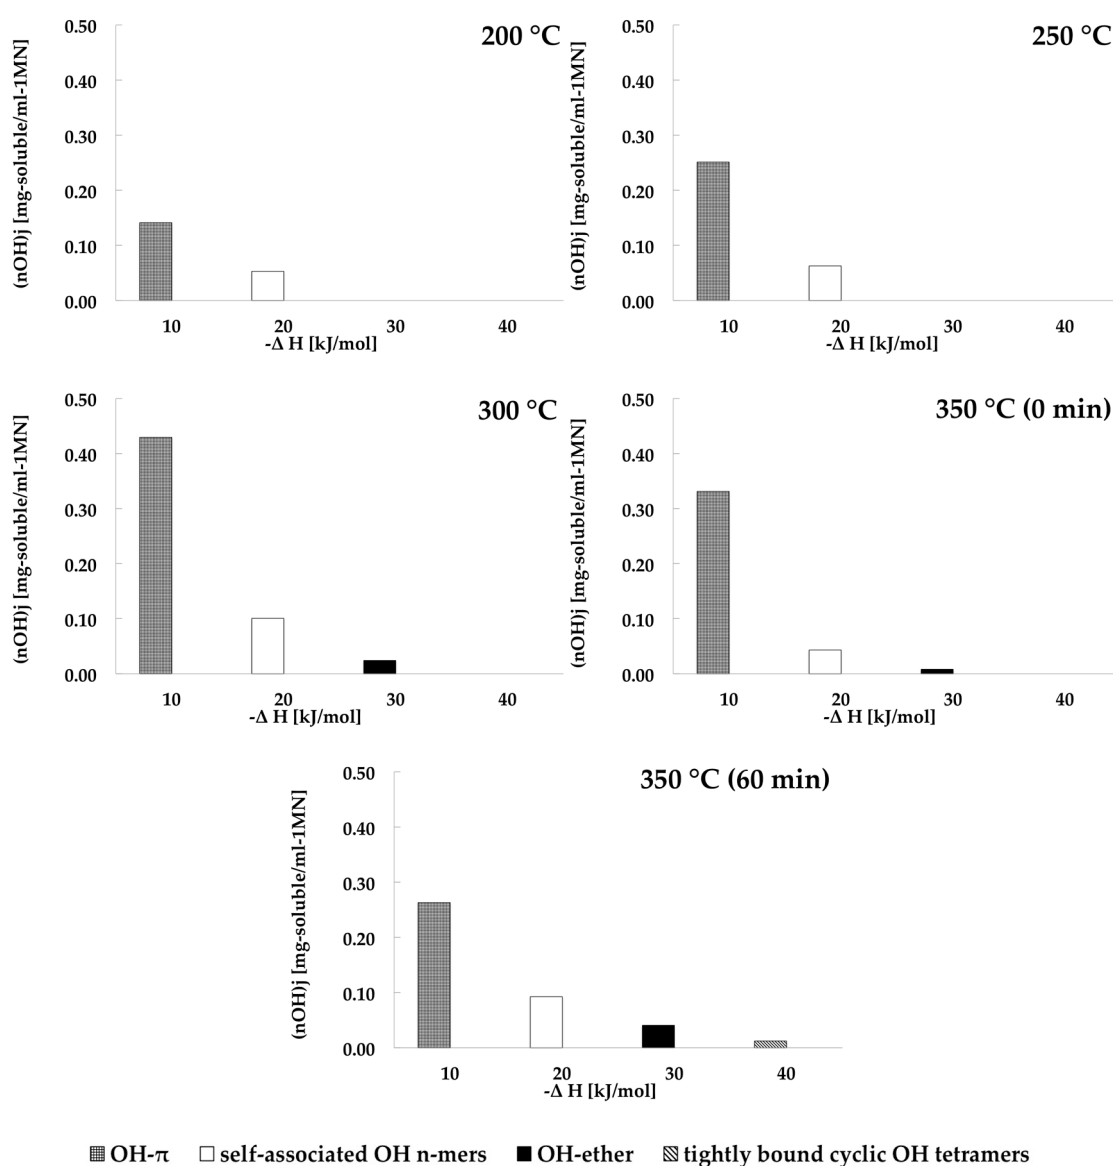 200 °C
(nOH)j [mg-soluble/ml-1MN]
0.50
0.40
0.30
0.20
0.10
0.00
10 20 30 40
-Δ H [kJ/mol]
250 °C
(nOH)j [mg-soluble/ml-1MN]
0.50
0.40
0.30
0.20
0.10
0.00
10 20 30 40
-Δ H [kJ/mol]
300 °C
(nOH)j [mg-soluble/ml-1MN]
0.50
0.40
0.30
0.20
0.10
0.00
10 20 30 40
-Δ H [kJ/mol]
350 °C (0 min)
(nOH)j [mg-soluble/ml-1MN]
0.50
0.40
0.30
0.20
0.10
0.00
10 20 30 40
-Δ H [kJ/mol]
350 °C (60 min)
(nOH)j [mg-soluble/ml-1MN]
0.50
0.40
0.30
0.20
0.10
0.00
10 20 30 40
-Δ H [kJ/mol]
OH-π self-associated OH n-mers OH-ether tightly bound cyclic OH tetramers